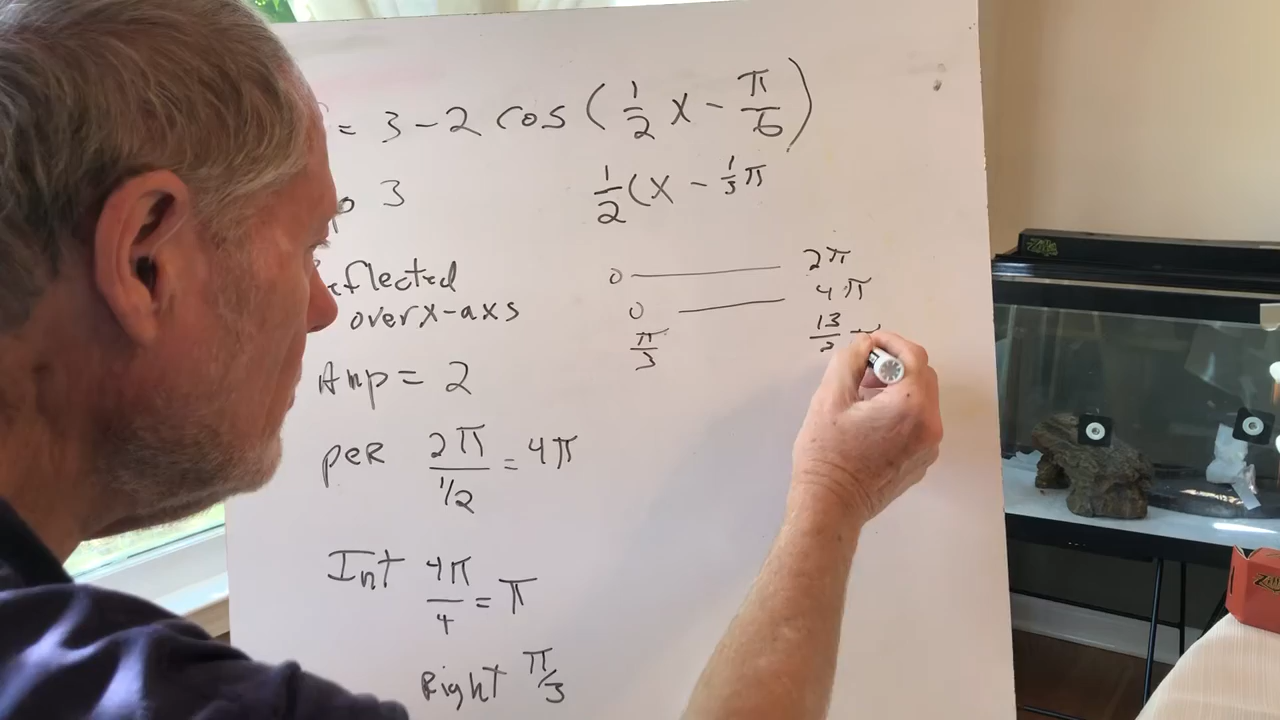 = 3 - 2 cos ( 1/2 x - π/6 )
p 3
1/2 (x - 1/3 π
flected
over x-axs
0 2π
0 4π
π/3 13/3
Amp = 2
per 2π / 1/2 = 4π
Int 4π/4 = π
Right π/3
Zilla